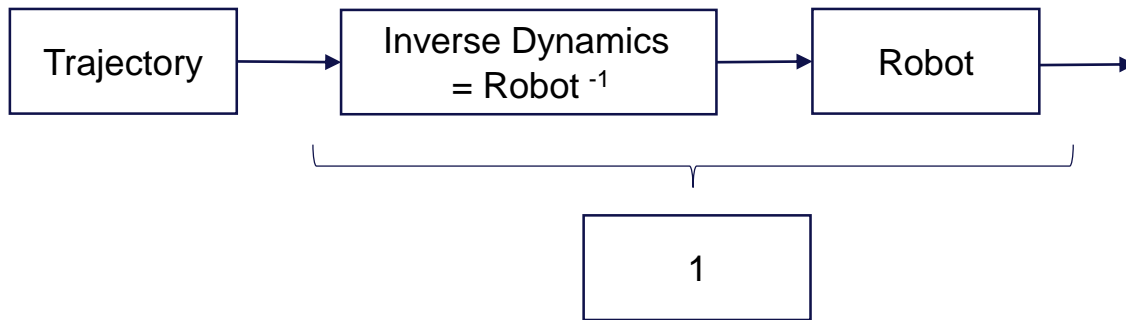 Trajectory
Inverse Dynamics
= Robot ⁻¹
Robot
1